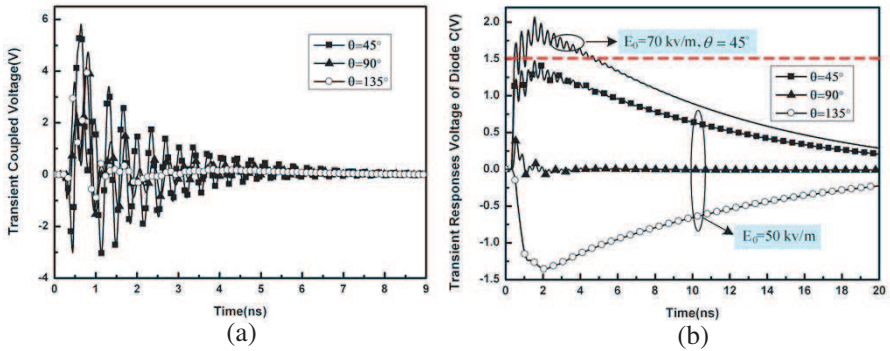 Transient Coupled Voltage(V)
6
4
2
0
-2
-4
θ=45°
θ=90°
θ=135°
0 1 2 3 4 5 6 7 8 9
Time(ns)
(a)
Transient Responses Voltage of Diode C(V)
2.0
1.5
1.0
0.5
0.0
-0.5
-1.0
-1.5
E₀=70 kv/m, θ = 45°
θ=45°
θ=90°
θ=135°
E₀=50 kv/m
0 2 4 6 8 10 12 14 16 18 20
Time(ns)
(b)